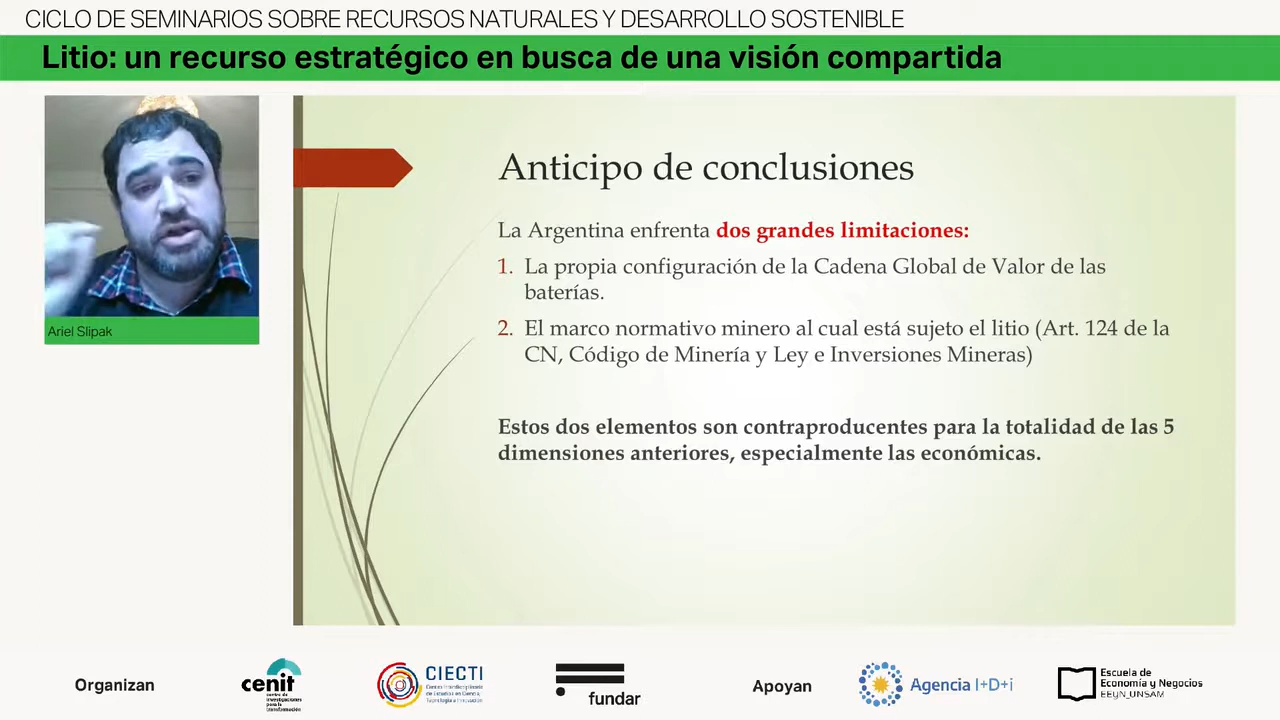 CICLO DE SEMINARIOS SOBRE RECURSOS NATURALES Y DESARROLLO SOSTENIBLE
Litio: un recurso estratégico en busca de una visión compartida
Ariel Slipak
Anticipo de conclusiones
La Argentina enfrenta dos grandes limitaciones:
1. La propia configuración de la Cadena Global de Valor de las
baterías.
2. El marco normativo minero al cual está sujeto el litio (Art. 124 de la
CN, Código de Minería y Ley e Inversiones Mineras)
Estos dos elementos son contraproducentes para la totalidad de las 5
dimensiones anteriores, especialmente las económicas.
Organizan
cenit
centro de
investigaciones
para la
transformación
CIECTI
Centro Interdisciplinario
de Estudios en Ciencia,
Tecnología e Innovación
fundar
Apoyan
Agencia I+D+i
Escuela de
Economía y Negocios
EEyN_UNSAM